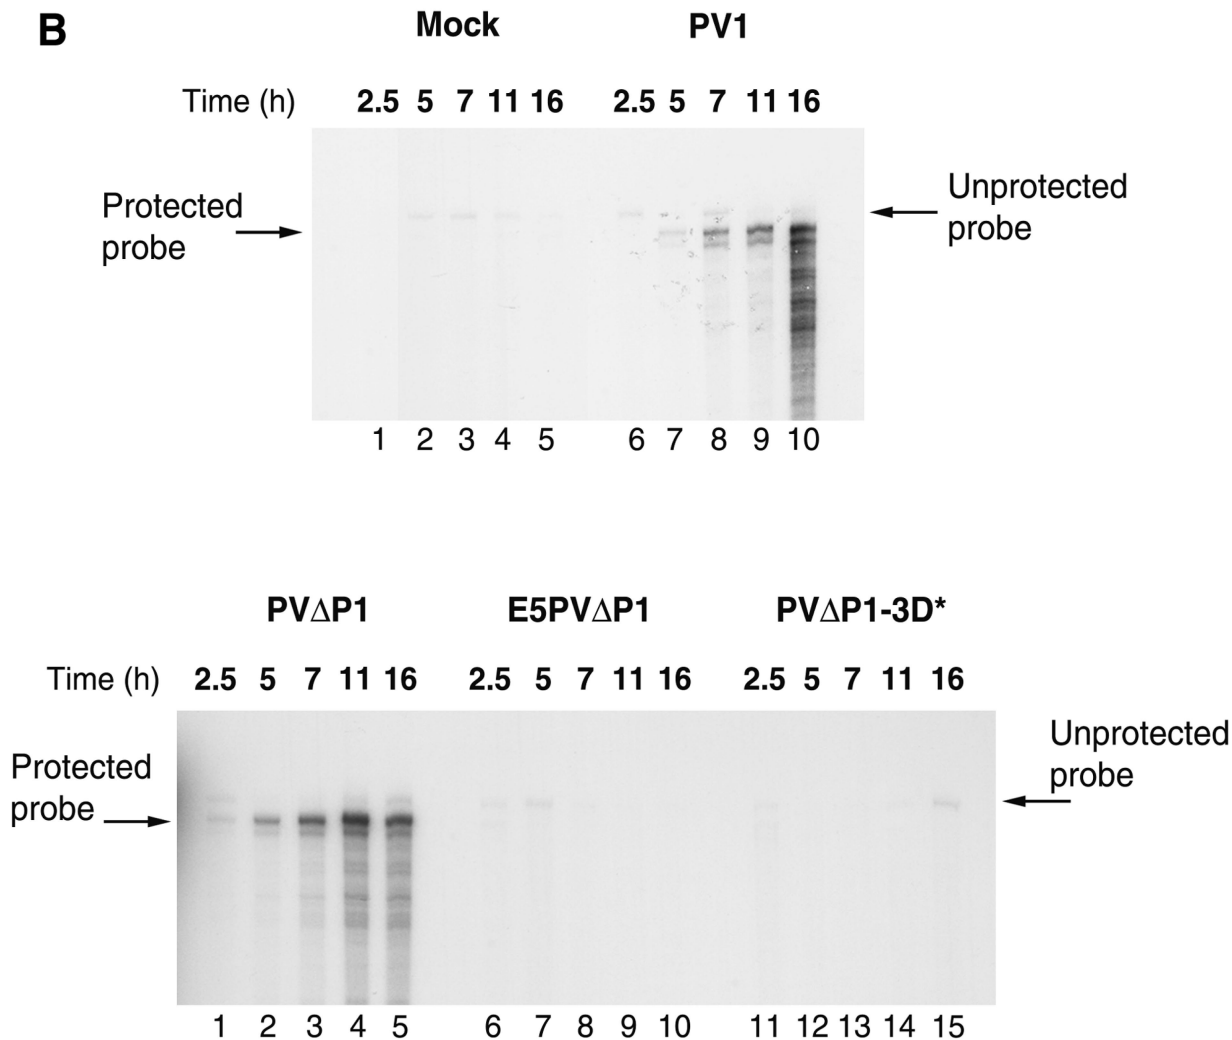 B
Mock PV1
Time (h) 2.5 5 7 11 16 2.5 5 7 11 16
Protected
probe
Unprotected
probe
1 2 3 4 5 6 7 8 9 10
PVΔP1 E5PVΔP1 PVΔP1-3D*
Time (h) 2.5 5 7 11 16 2.5 5 7 11 16 2.5 5 7 11 16
Protected
probe
Unprotected
probe
1 2 3 4 5 6 7 8 9 10 11 12 13 14 15